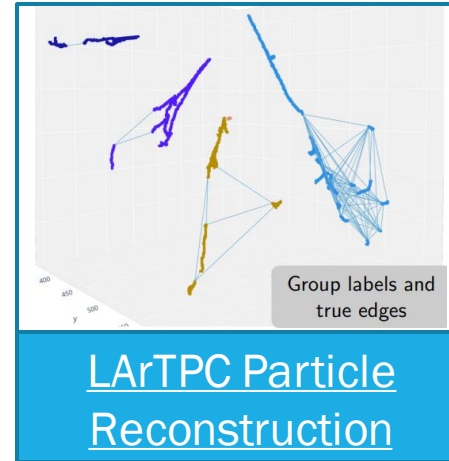 400
450
500
y
Group labels and
true edges
LArTPC Particle
Reconstruction